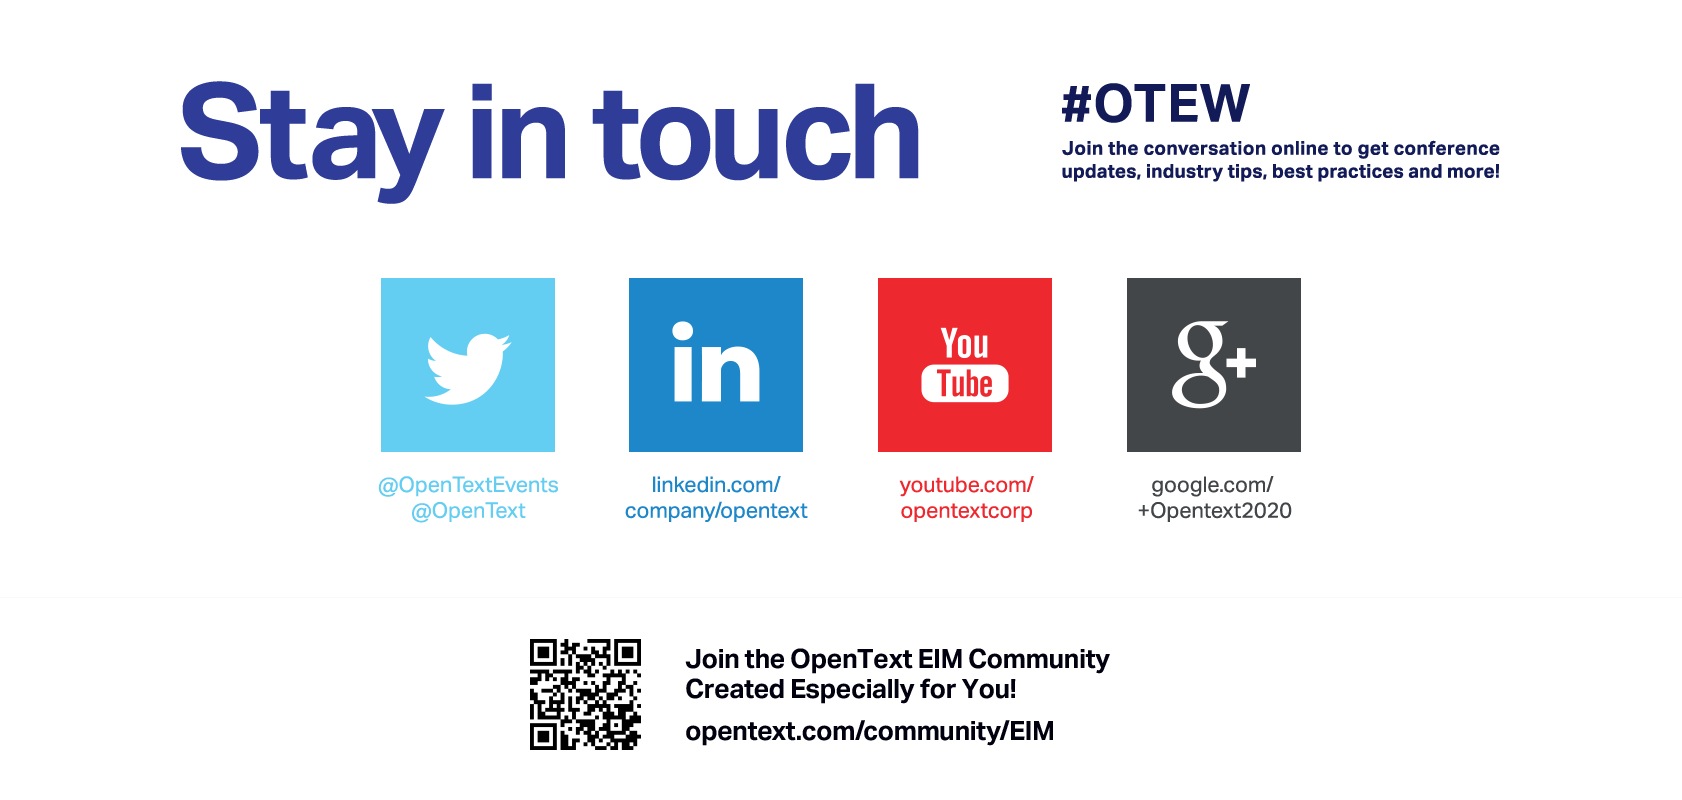 Stay in touch
#OTEW
Join the conversation online to get conference
updates, industry tips, best practices and more!
in
You
Tube
g+
@OpenTextEvents
@OpenText
linkedin.com/
company/opentext
youtube.com/
opentextcorp
google.com/
+Opentext2020
Join the OpenText EIM Community
Created Especially for You!
opentext.com/community/EIM